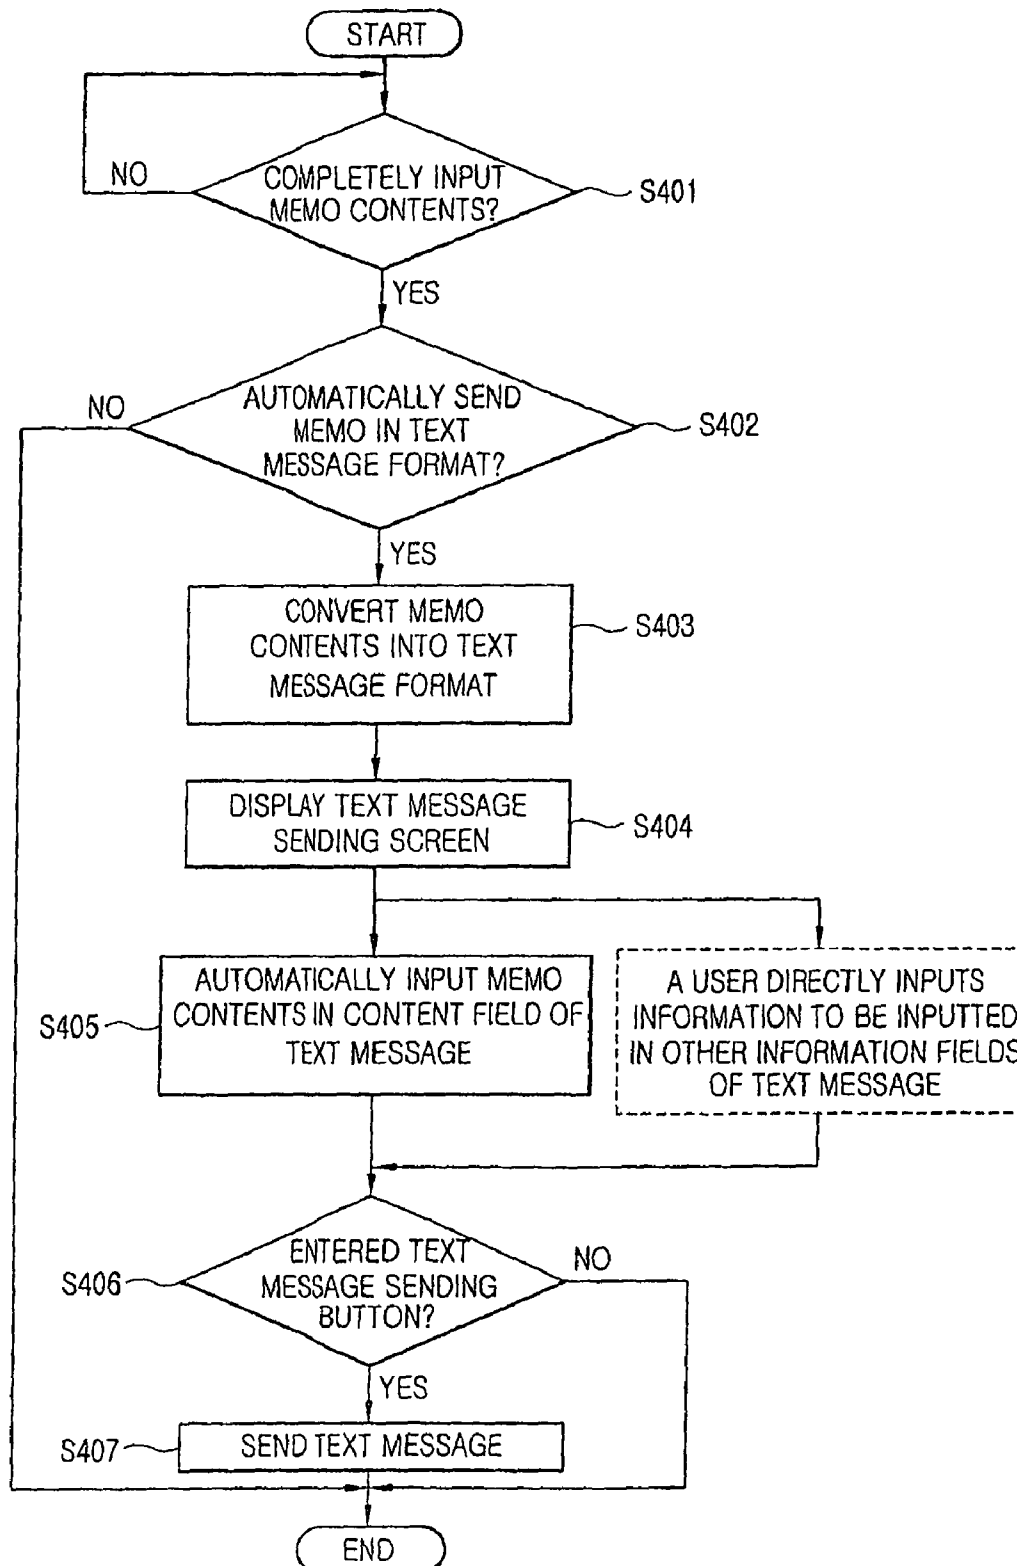 START
NO
COMPLETELY INPUT
MEMO CONTENTS?
S401
YES
NO
AUTOMATICALLY SEND
MEMO IN TEXT
MESSAGE FORMAT?
S402
YES
CONVERT MEMO
CONTENTS INTO TEXT
MESSAGE FORMAT
S403
DISPLAY TEXT MESSAGE
SENDING SCREEN
S404
S405
AUTOMATICALLY INPUT MEMO
CONTENTS IN CONTENT FIELD OF
TEXT MESSAGE
A USER DIRECTLY INPUTS
INFORMATION TO BE INPUTTED
IN OTHER INFORMATION FIELDS
OF TEXT MESSAGE
S406
ENTERED TEXT
MESSAGE SENDING
BUTTON?
NO
YES
S407
SEND TEXT MESSAGE
END